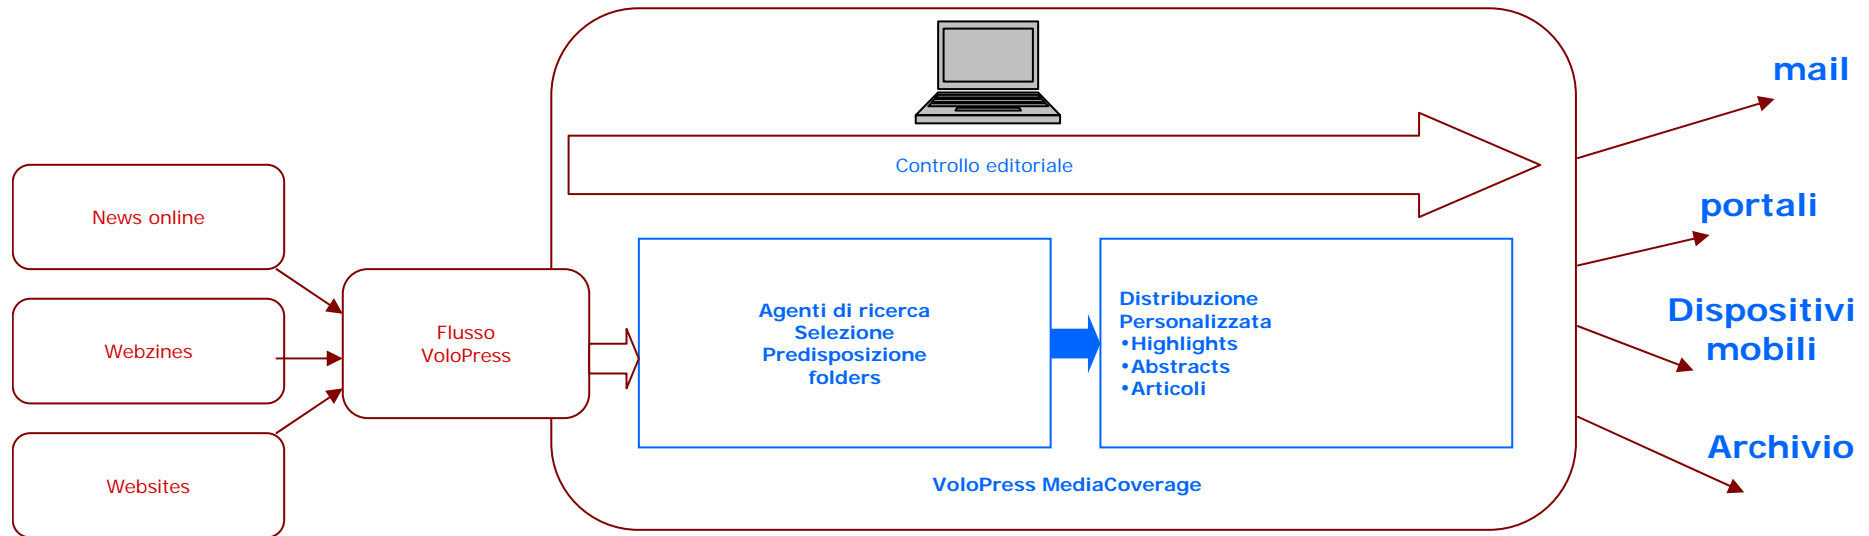 News online
Webzines
Websites
Flusso
VoloPress
Controllo editoriale
Agenti di ricerca
Selezione
Predisposizione
folders
Distribuzione
Personalizzata
•Highlights
•Abstracts
•Articoli
VoloPress MediaCoverage
mail
portali
Dispositivi
mobili
Archivio